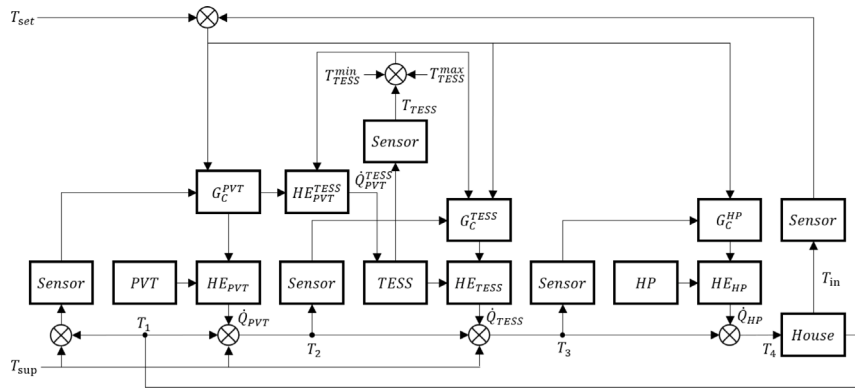 T_set
T_TESS^min T_TESS^max
T_TESS
Sensor
G_C^PVT HE_PVT^TESS Q̇_PVT^TESS
G_C^TESS G_C^HP Sensor
Sensor PVT HE_PVT Sensor TESS HE_TESS Sensor HP HE_HP T_in
T_1 Q̇_PVT T_2 Q̇_TESS T_3 Q̇_HP T_4 House
T_sup